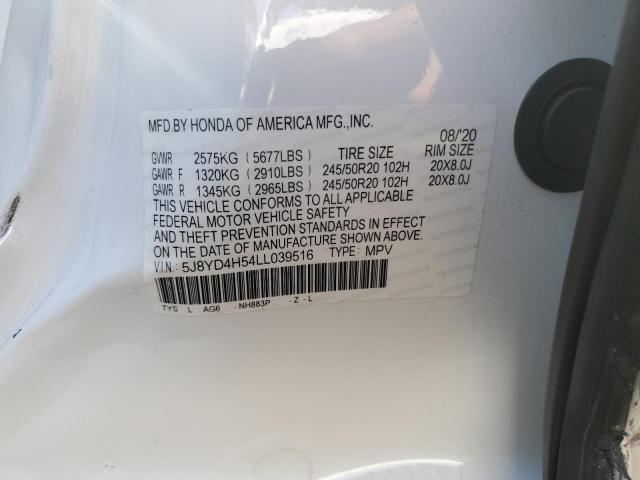 MFD.BY HONDA OF AMERICA MFG.,INC. 08/'20
GVWR 2575KG (5677LBS) TIRE SIZE RIM SIZE
GAWR F 1320KG (2910LBS) 245/50R20 102H 20X8.0J
GAWR R 1345KG (2965LBS) 245/50R20 102H 20X8.0J
THIS VEHICLE CONFORMS TO ALL APPLICABLE
FEDERAL MOTOR VEHICLE SAFETY
AND THEFT PREVENTION STANDARDS IN EFFECT
ON THE DATE OF MANUFACTURE SHOWN ABOVE.
V.I.N.: 5J8YD4H54LL039516 TYPE: MPV
TYS L AG6 -NH883P -Z-L